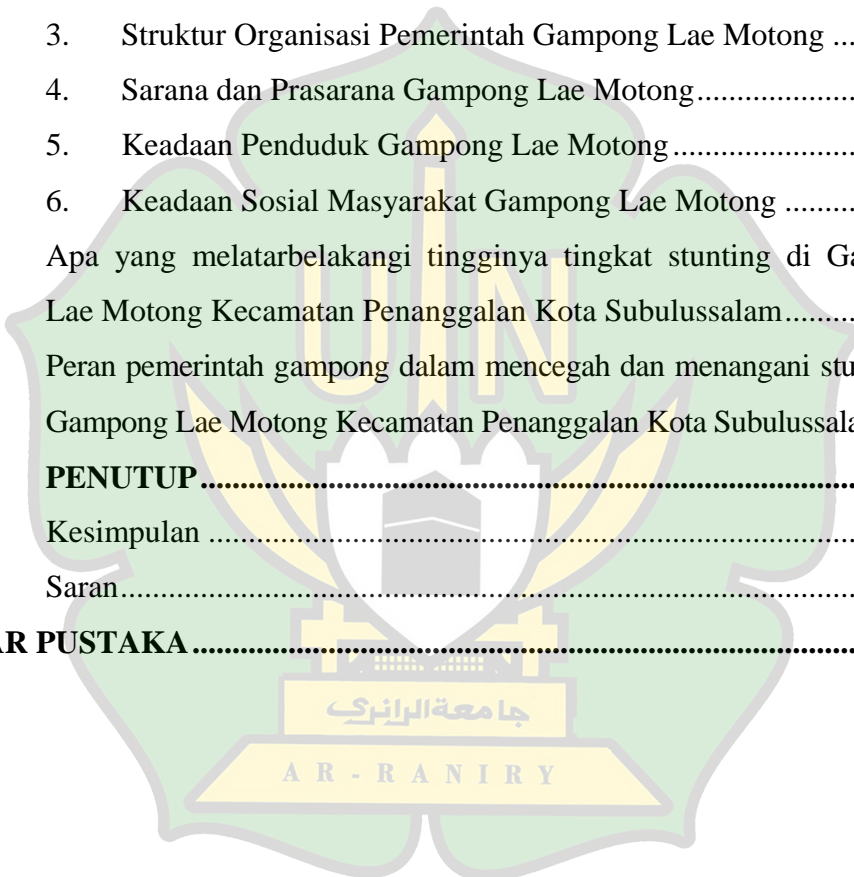 3. Struktur Organisasi Pemerintah Gampong Lae Motong ...
4. Sarana dan Prasarana Gampong Lae Motong....................
5. Keadaan Penduduk Gampong Lae Motong.......................
6. Keadaan Sosial Masyarakat Gampong Lae Motong .........
Apa yang melatarbelakangi tingginya tingkat stunting di Ga
Lae Motong Kecamatan Penanggalan Kota Subulussalam.........
Peran pemerintah gampong dalam mencegah dan menangani stu
Gampong Lae Motong Kecamatan Penanggalan Kota Subulussala
PENUTUP....................................................................................
Kesimpulan ...................................................................................
Saran..............................................................................................
AR PUSTAKA....................................................................................
UIN
جامعة الرانري
AR-RANIRY